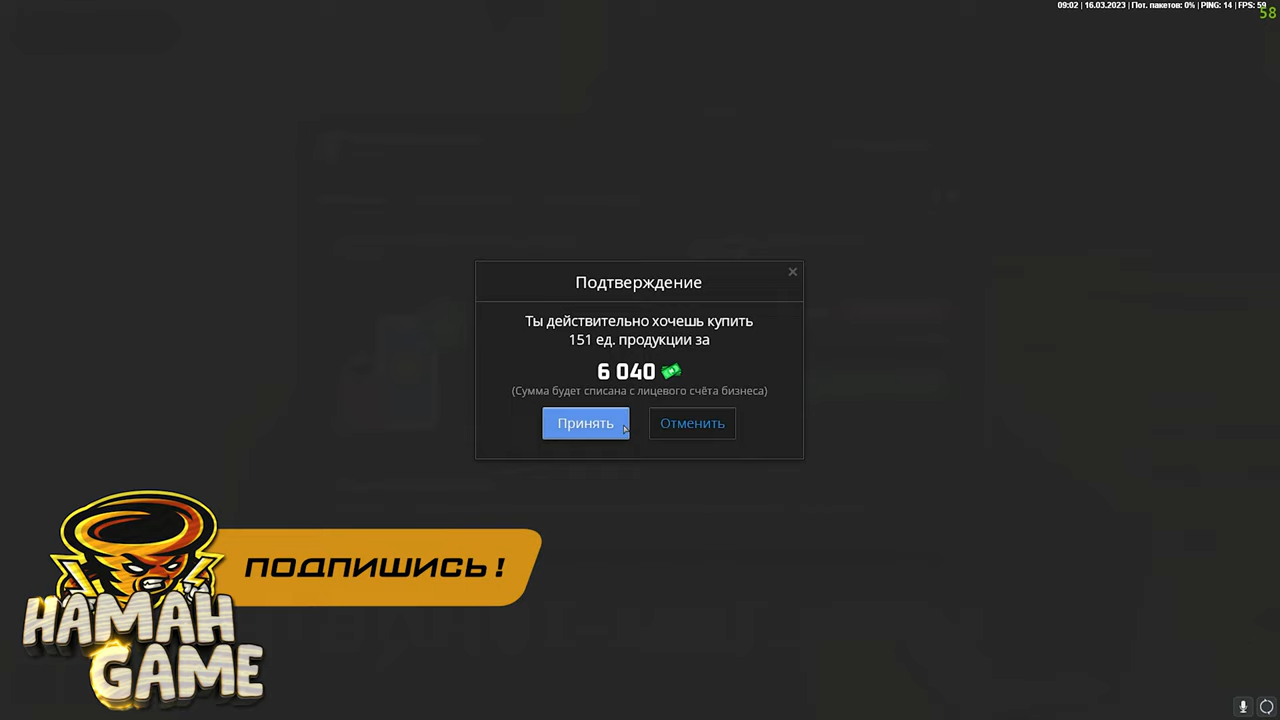 09:02 | 16.03.2023 | Пот. пакетов: 0% | PING: 14 | FPS: 59
58
Подтверждение
Ты действительно хочешь купить
151 ед. продукции за
6 040
(Сумма будет списана с лицевого счёта бизнеса)
Принять
Отменить
ПОДПИШИСЬ !
НАМАН
GAME